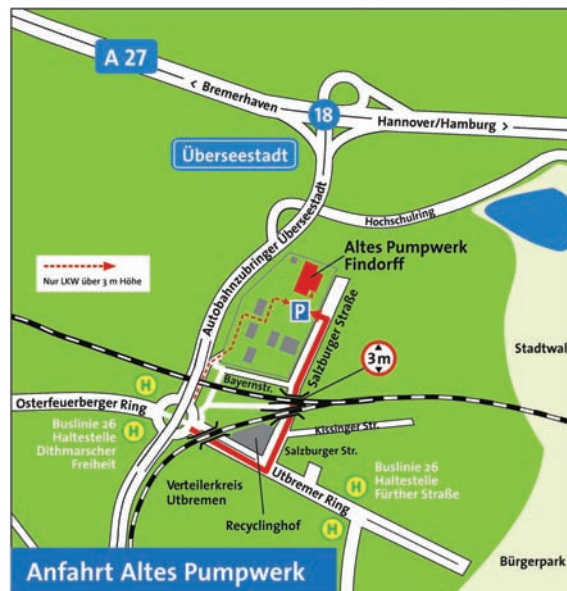 A 27
< Bremerhaven
18
Hannover/Hamburg >
Überseestadt
Autobahnzubringer Überseestadt
Hochschulring
Altes Pumpwerk
Findorff
Nur LKW über 3 m Höhe
P
Salzburger Straße
3m
Stadtwal
Bayernstr.
H
Osterfeuerberger Ring
H
Buslinie 26
Haltestelle
Dithmarscher
Freiheit
Kissinger Str.
Salzburger Str.
H
Buslinie 26
Haltestelle
Fürther Straße
Verteilerkreis
Utbremen
Utbremer Ring
Recyclinghof
H
Bürgerpark
Anfahrt Altes Pumpwerk